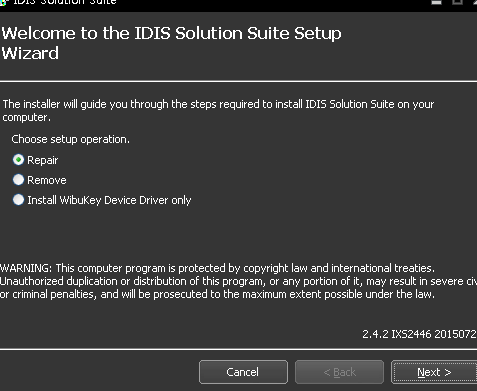 IDIS Solution Suite
Welcome to the IDIS Solution Suite Setup
Wizard
The installer will guide you through the steps required to install IDIS Solution Suite on your
computer.
Choose setup operation.
Repair
Remove
Install WibuKey Device Driver only
WARNING: This computer program is protected by copyright law and international treaties.
Unauthorized duplication or distribution of this program, or any portion of it, may result in severe civ
or criminal penalties, and will be prosecuted to the maximum extent possible under the law.
2.4.2 IXS2446 2015072
Cancel
< Back
Next >